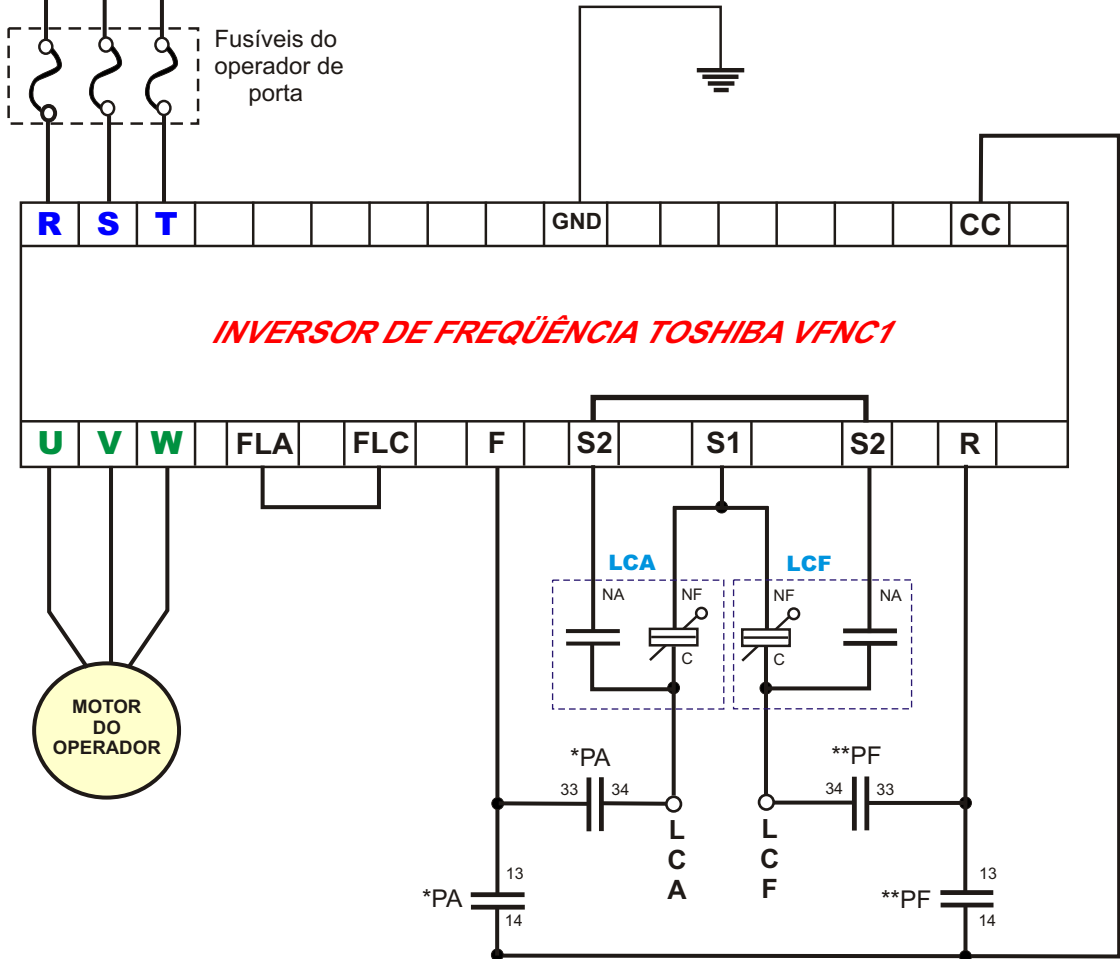 Fusíveis do
operador de
porta
R S T GND CC
INVERSOR DE FREQÜÊNCIA TOSHIBA VFNC1
U V W FLA FLC F S2 S1 S2 R
LCA LCF
NA NF NF NA
C C
MOTOR
DO
OPERADOR
*PA **PF
33 34 34 33
L L
C C
A F
*PA 13 **PF 13
14 14